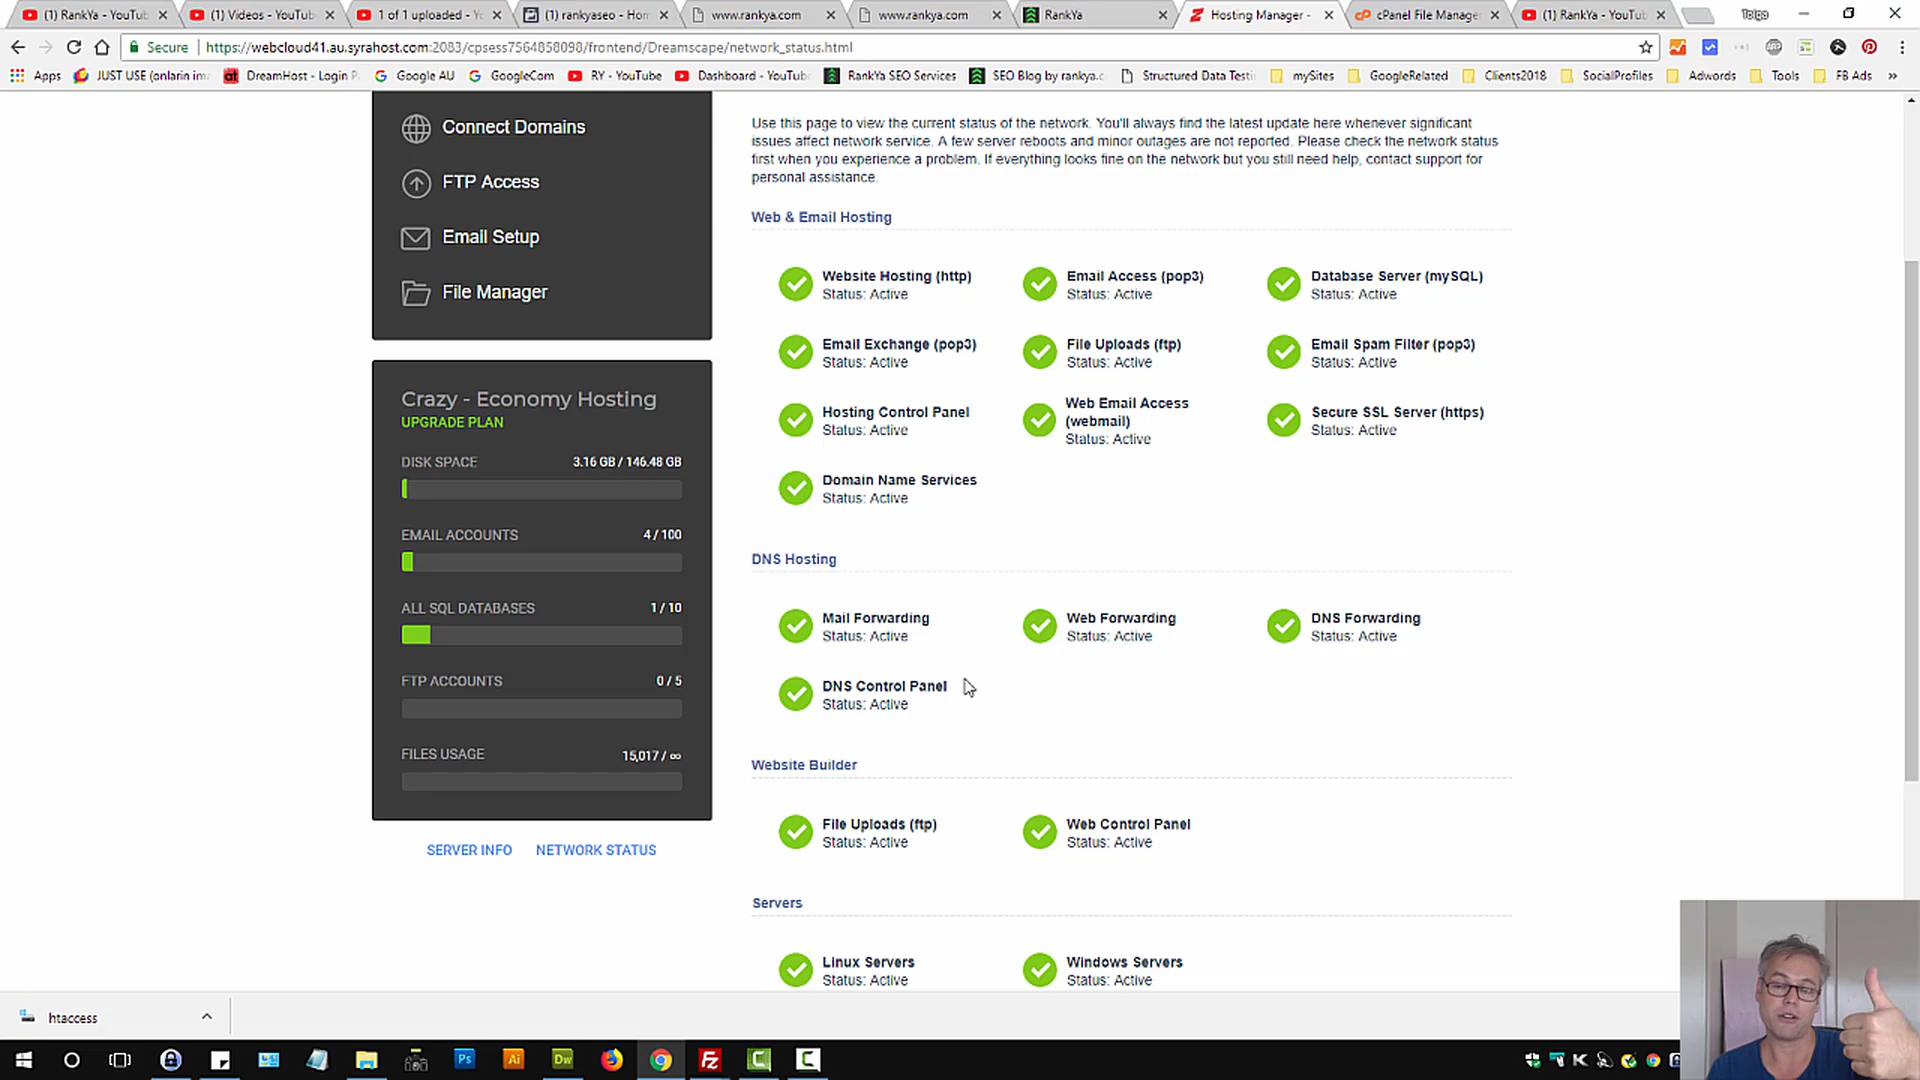 (1) RankYa - YouTub
(1) Videos - YouTub
1 of 1 uploaded - Y
(1) rankyaseo - Hom
www.rankya.com
www.rankya.com
RankYa
Hosting Manager -
cPanel File Manage
(1) RankYa - YouTub
Tolga
Secure
https://webcloud41.au.syrahost.com:2083/cpsess7564858098/frontend/Dreamscape/network_status.html
Apps
JUST USE (onlarin im
DreamHost - Login P
Google AU
GoogleCom
RY - YouTube
Dashboard - YouTub
RankYa SEO Services
SEO Blog by rankya.c
Structured Data Testi
mySites
GoogleRelated
Clients2018
SocialProfiles
Adwords
Tools
FB Ads
»
Connect Domains
FTP Access
Email Setup
File Manager
Crazy - Economy Hosting
UPGRADE PLAN
DISK SPACE 3.16 GB / 146.48 GB
EMAIL ACCOUNTS 4 / 100
ALL SQL DATABASES 1 / 10
FTP ACCOUNTS 0 / 5
FILES USAGE 15,017 / ∞
SERVER INFO
NETWORK STATUS
Use this page to view the current status of the network. You'll always find the latest update here whenever significant
issues affect network service. A few server reboots and minor outages are not reported. Please check the network status
first when you experience a problem. If everything looks fine on the network but you still need help, contact support for
personal assistance.
Web & Email Hosting
Website Hosting (http)
Status: Active
Email Access (pop3)
Status: Active
Database Server (mySQL)
Status: Active
Email Exchange (pop3)
Status: Active
File Uploads (ftp)
Status: Active
Email Spam Filter (pop3)
Status: Active
Hosting Control Panel
Status: Active
Web Email Access
(webmail)
Status: Active
Secure SSL Server (https)
Status: Active
Domain Name Services
Status: Active
DNS Hosting
Mail Forwarding
Status: Active
Web Forwarding
Status: Active
DNS Forwarding
Status: Active
DNS Control Panel
Status: Active
Website Builder
File Uploads (ftp)
Status: Active
Web Control Panel
Status: Active
Servers
Linux Servers
Status: Active
Windows Servers
Status: Active
htaccess
Ps
Ai
Dw
Fz